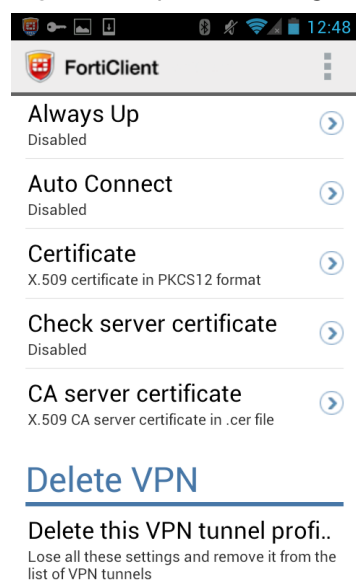 12:48
FortiClient
Always Up
Disabled
Auto Connect
Disabled
Certificate
X.509 certificate in PKCS12 format
Check server certificate
Disabled
CA server certificate
X.509 CA server certificate in .cer file
Delete VPN
Delete this VPN tunnel profi..
Lose all these settings and remove it from the
list of VPN tunnels